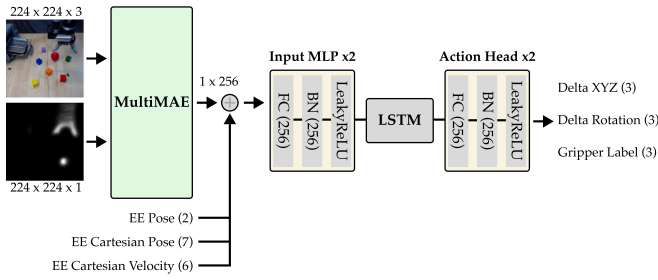 224 x 224 x 3
MultiMAE
224 x 224 x 1
1 x 256
EE Pose (2)
EE Cartesian Pose (7)
EE Cartesian Velocity (6)
Input MLP x2
FC (256)
BN (256)
LeakyReLU
LSTM
Action Head x2
FC (256)
BN (256)
LeakyReLU
Delta XYZ (3)
Delta Rotation (3)
Gripper Label (3)